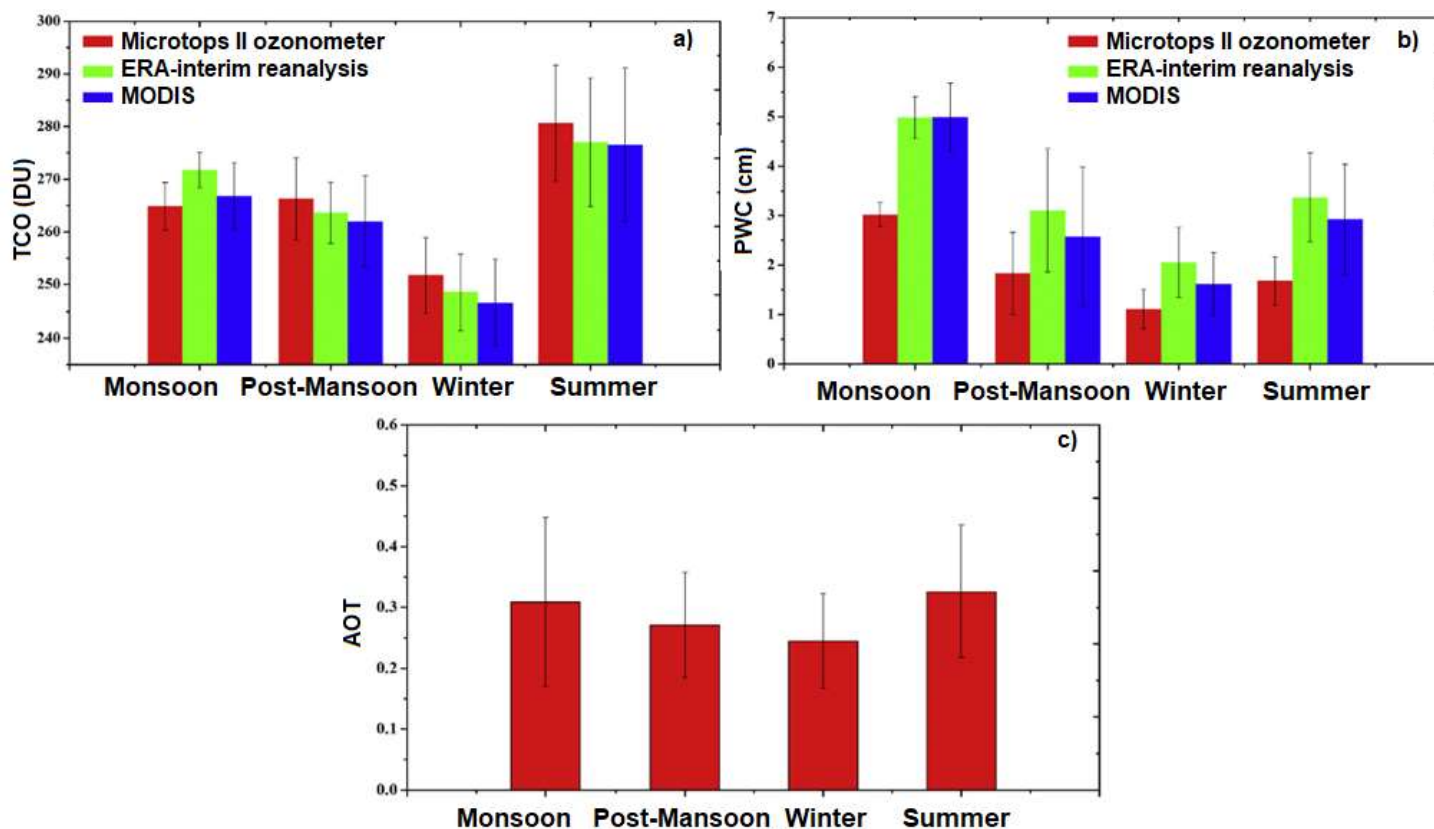 300
290
280
270
260
250
240
TCO (DU)
Microtops II ozonometer
ERA-interim reanalysis
MODIS
a)
Monsoon Post-Mansoon Winter Summer
7
6
5
4
3
2
1
0
PWC (cm)
Microtops II ozonometer
ERA-interim reanalysis
MODIS
b)
Monsoon Post-Mansoon Winter Summer
0.6
0.5
0.4
0.3
0.2
0.1
0.0
AOT
c)
Monsoon Post-Mansoon Winter Summer